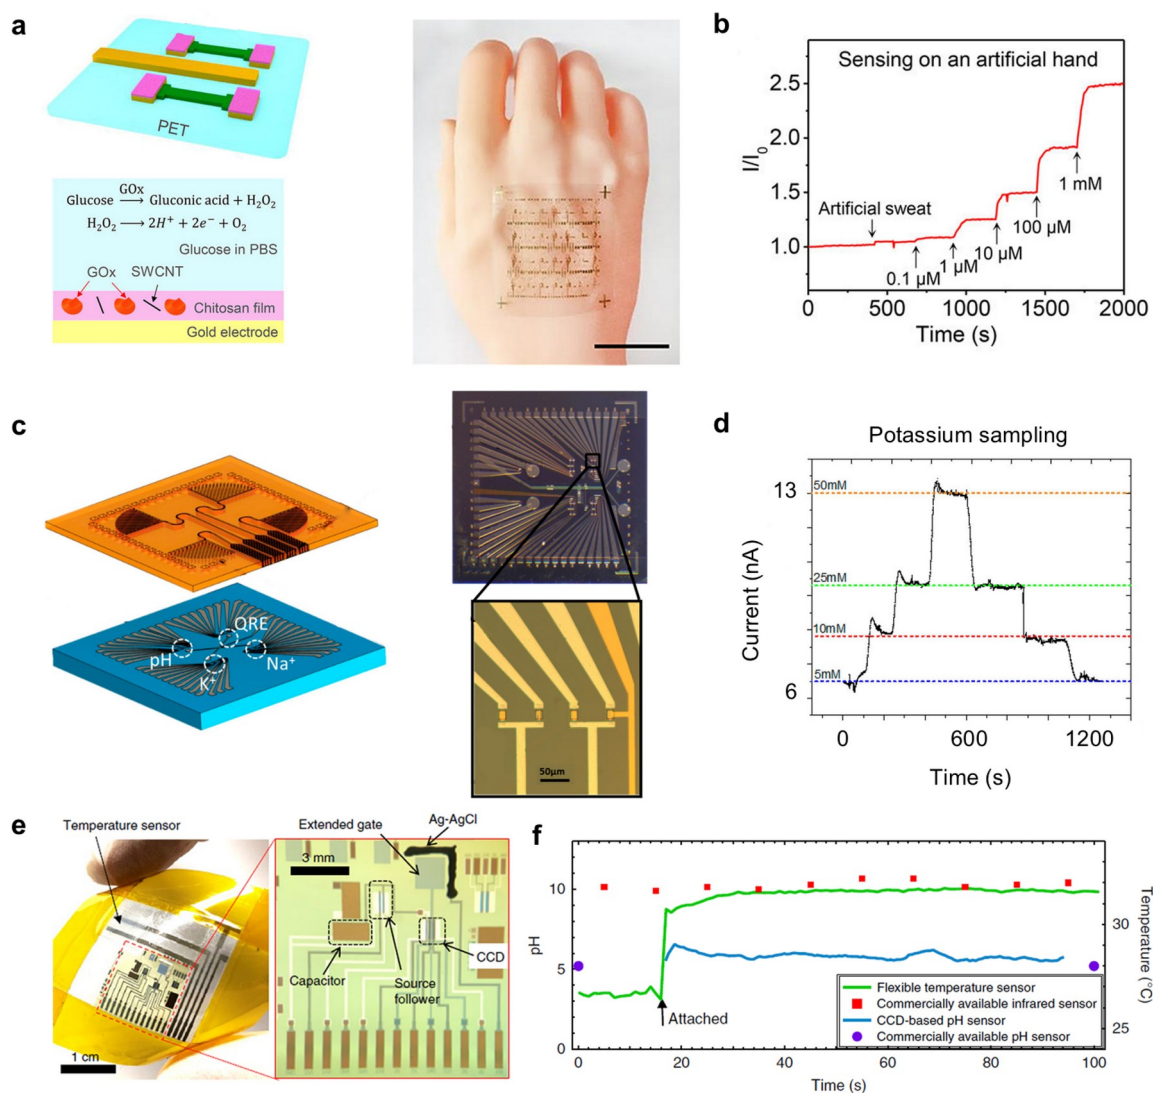 a
PET
GOx
Glucose ⟶ Gluconic acid + H₂O₂
H₂O₂ ⟶ 2H⁺ + 2e⁻ + O₂
Glucose in PBS
GOx SWCNT
Chitosan film
Gold electrode
b
Sensing on an artificial hand
I/I₀
2.5
2.0
1.5
1.0
Artificial sweat
0.1 µM
1 µM
10 µM
100 µM
1 mM
0 500 1000 1500 2000
Time (s)
c
QRE
pH
Na⁺
K⁺
50µm
d
Potassium sampling
Current (nA)
13
6
50mM
25mM
10mM
5mM
0 600 1200
Time (s)
e
Temperature sensor
1 cm
Extended gate
Ag-AgCl
3 mm
Capacitor
Source
follower
CCD
f
pH
10
5
0
Temperature (°C)
30
25
Attached
Flexible temperature sensor
Commercially available infrared sensor
CCD-based pH sensor
Commercially available pH sensor
0 20 40 60 80 100
Time (s)